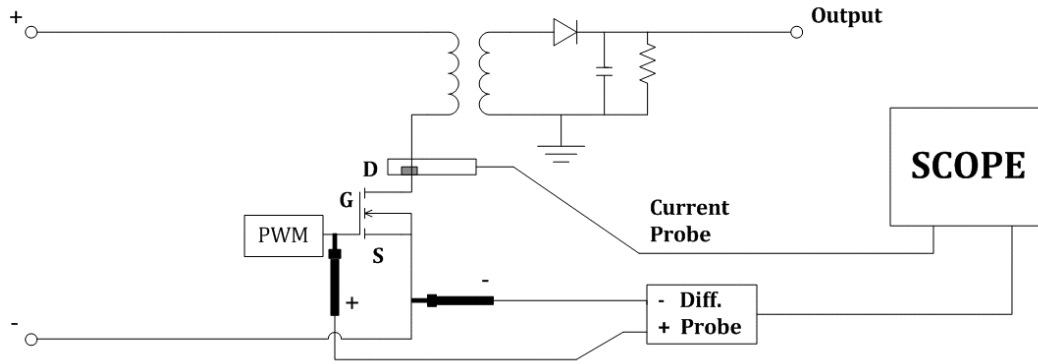 +
Output
D
SCOPE
G
Current
Probe
PWM
S
+
-
- Diff.
+ Probe
-